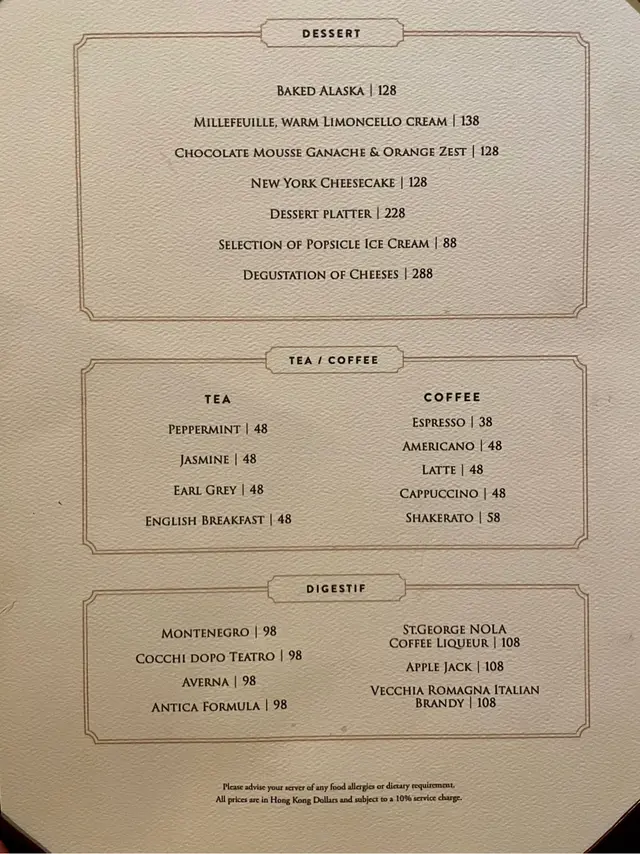 DESSERT
BAKED ALASKA | 128
MILLEFEUILLE, WARM LIMONCELLO CREAM | 138
CHOCOLATE MOUSSE GANACHE & ORANGE ZEST | 128
NEW YORK CHEESECAKE | 128
DESSERT PLATTER | 228
SELECTION OF POPSICLE ICE CREAM | 88
DEGUSTATION OF CHEESES | 288
TEA / COFFEE
TEA
PEPPERMINT | 48
JASMINE | 48
EARL GREY | 48
ENGLISH BREAKFAST | 48
COFFEE
ESPRESSO | 38
AMERICANO | 48
LATTE | 48
CAPPUCCINO | 48
SHAKERATO | 58
DIGESTIF
MONTENEGRO | 98
COCCHI DOPO TEATRO | 98
AVERNA | 98
ANTICA FORMULA | 98
ST.GEORGE NOLA
COFFEE LIQUEUR | 108
APPLE JACK | 108
VECCHIA ROMAGNA ITALIAN
BRANDY | 108
Please advise your server of any food allergies or dietary requirement.
All prices are in Hong Kong Dollars and subject to a 10% service charge.